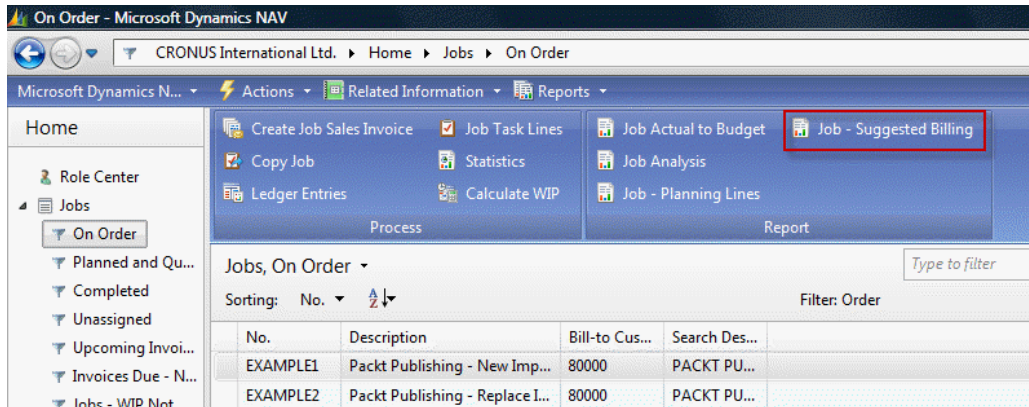 On Order - Microsoft Dynamics NAV
CRONUS International Ltd. Home Jobs On Order
Microsoft Dynamics N... Actions Related Information Reports
Home
Role Center
Jobs
On Order
Planned and Qu...
Completed
Unassigned
Upcoming Invoi...
Invoices Due - N...
Jobs - WIP Not
Create Job Sales Invoice Job Task Lines Job Actual to Budget Job - Suggested Billing
Copy Job Statistics Job Analysis
Ledger Entries Calculate WIP Job - Planning Lines
Process Report
Jobs, On Order Type to filter
Sorting: No. A Z Filter: Order
No. Description Bill-to Cus... Search Des...
EXAMPLE1 Packt Publishing - New Imp... 80000 PACKT PU...
EXAMPLE2 Packt Publishing - Replace I... 80000 PACKT PU...